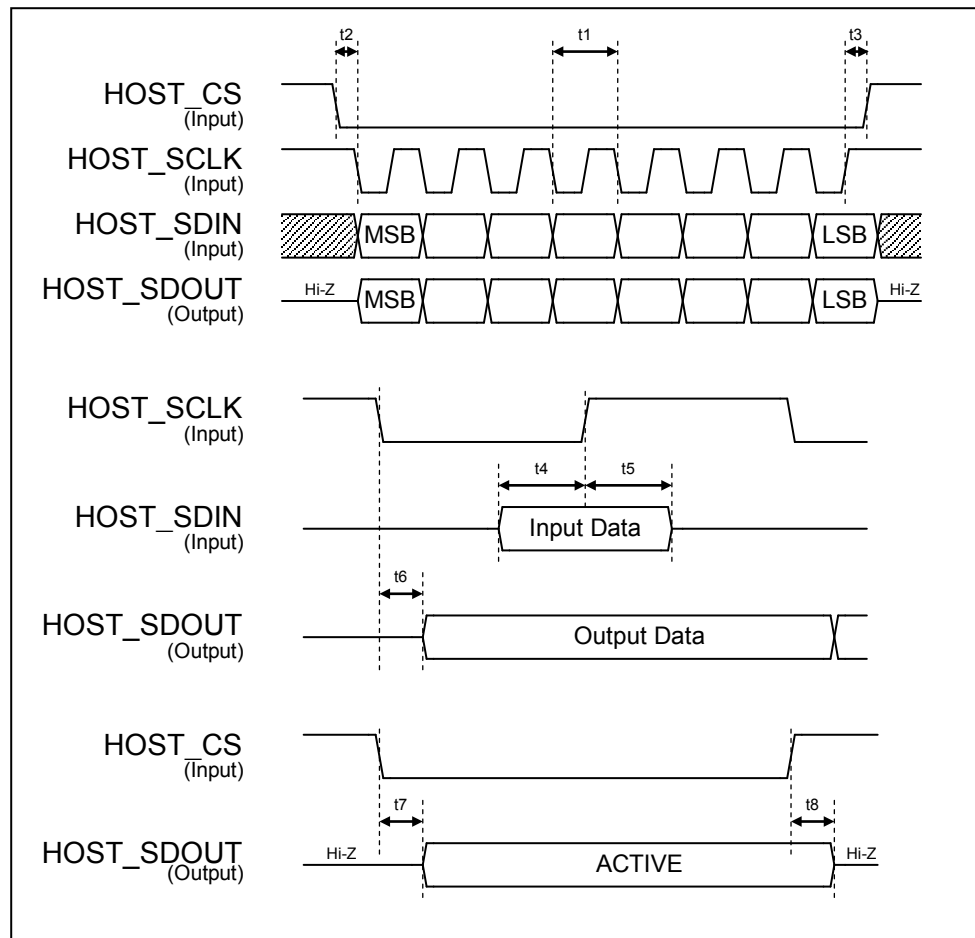 t2 t1 t3
HOST_CS
(Input)
HOST_SCLK
(Input)
HOST_SDIN MSB LSB
(Input)
HOST_SDOUT Hi-Z MSB LSB Hi-Z
(Output)
HOST_SCLK
(Input)
t4 t5
HOST_SDIN Input Data
(Input)
t6
HOST_SDOUT Output Data
(Output)
HOST_CS
(Input)
t7 t8
HOST_SDOUT Hi-Z ACTIVE Hi-Z
(Output)